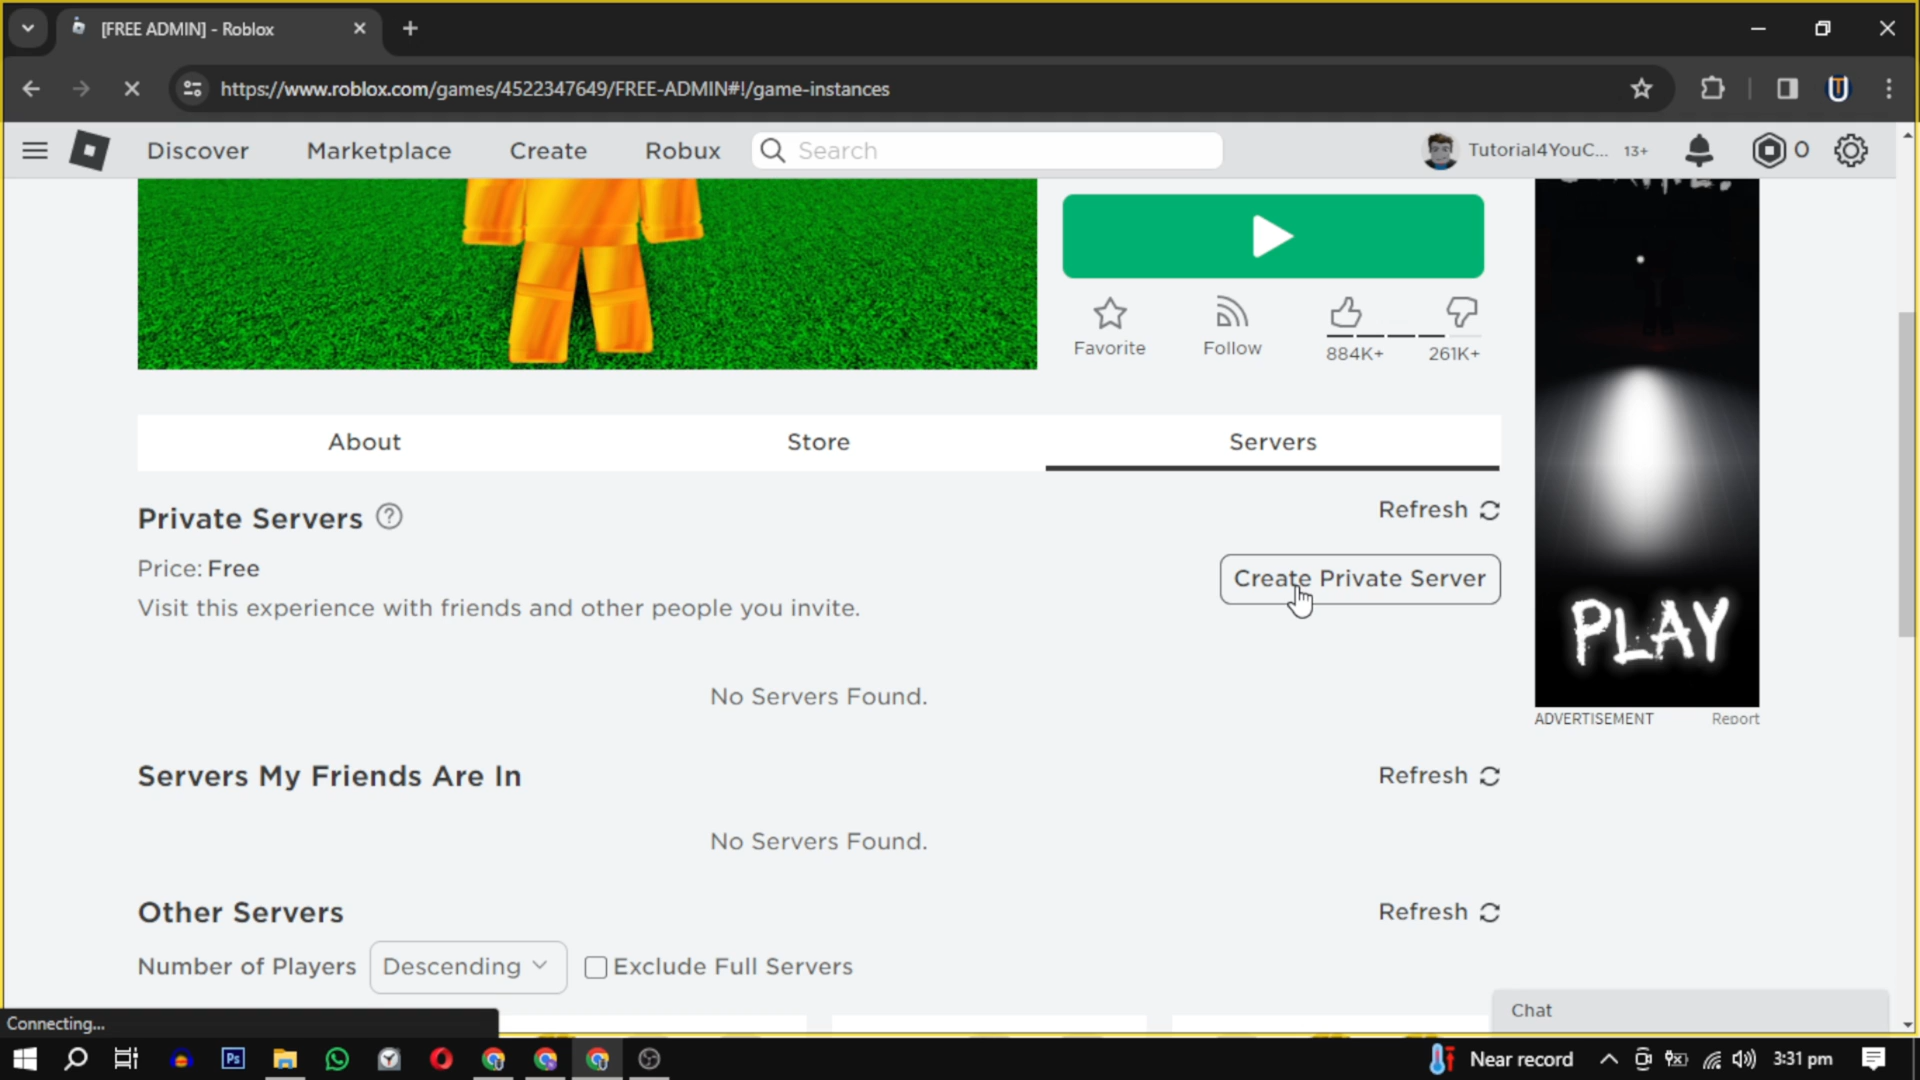 [FREE ADMIN] - Roblox
https://www.roblox.com/games/4522347649/FREE-ADMIN#!/game-instances
Discover
Marketplace
Create
Robux
Search
Tutorial4YouC...
13+
0
Favorite
Follow
884K+
261K+
About
Store
Servers
Private Servers
Refresh
Price: Free
Create Private Server
Visit this experience with friends and other people you invite.
No Servers Found.
PLAY
ADVERTISEMENT
Report
Servers My Friends Are In
Refresh
No Servers Found.
Other Servers
Refresh
Number of Players
Descending
Exclude Full Servers
Chat
Connecting...
Ps
Near record
3:31 pm